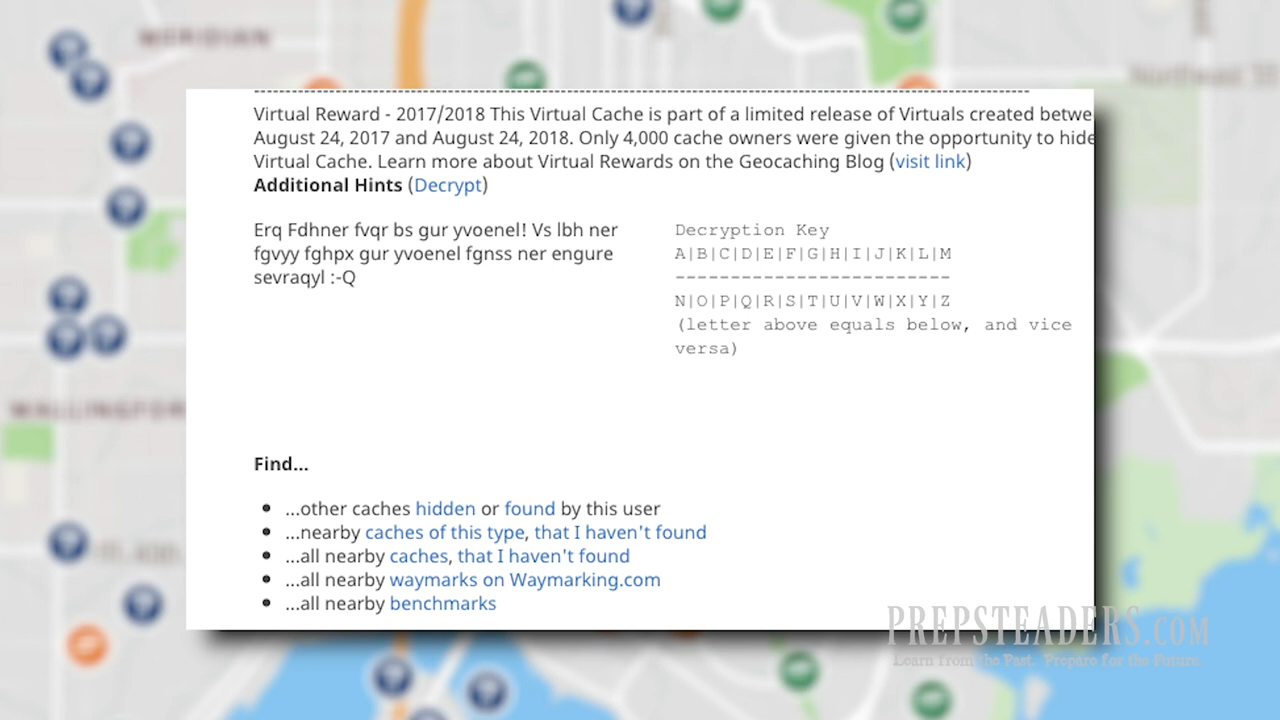 MERIDIAN
Northeast
--------------------------------------------------------------------------------
Virtual Reward - 2017/2018 This Virtual Cache is part of a limited release of Virtuals created betwe
August 24, 2017 and August 24, 2018. Only 4,000 cache owners were given the opportunity to hide
Virtual Cache. Learn more about Virtual Rewards on the Geocaching Blog (visit link)
Additional Hints (Decrypt)
Erq Fdhner fvqr bs gur yvoenel! Vs lbh ner
fgvyy fghpx gur yvoenel fgnss ner engure
sevraqyl :-Q
Decryption Key
A|B|C|D|E|F|G|H|I|J|K|L|M
-------------------------
N|O|P|Q|R|S|T|U|V|W|X|Y|Z
(letter above equals below, and vice
versa)
Find...
...other caches hidden or found by this user
...nearby caches of this type, that I haven't found
...all nearby caches, that I haven't found
...all nearby waymarks on Waymarking.com
...all nearby benchmarks
PREPSTEADERS.COM
Learn From the Past. Prepare for the Future.